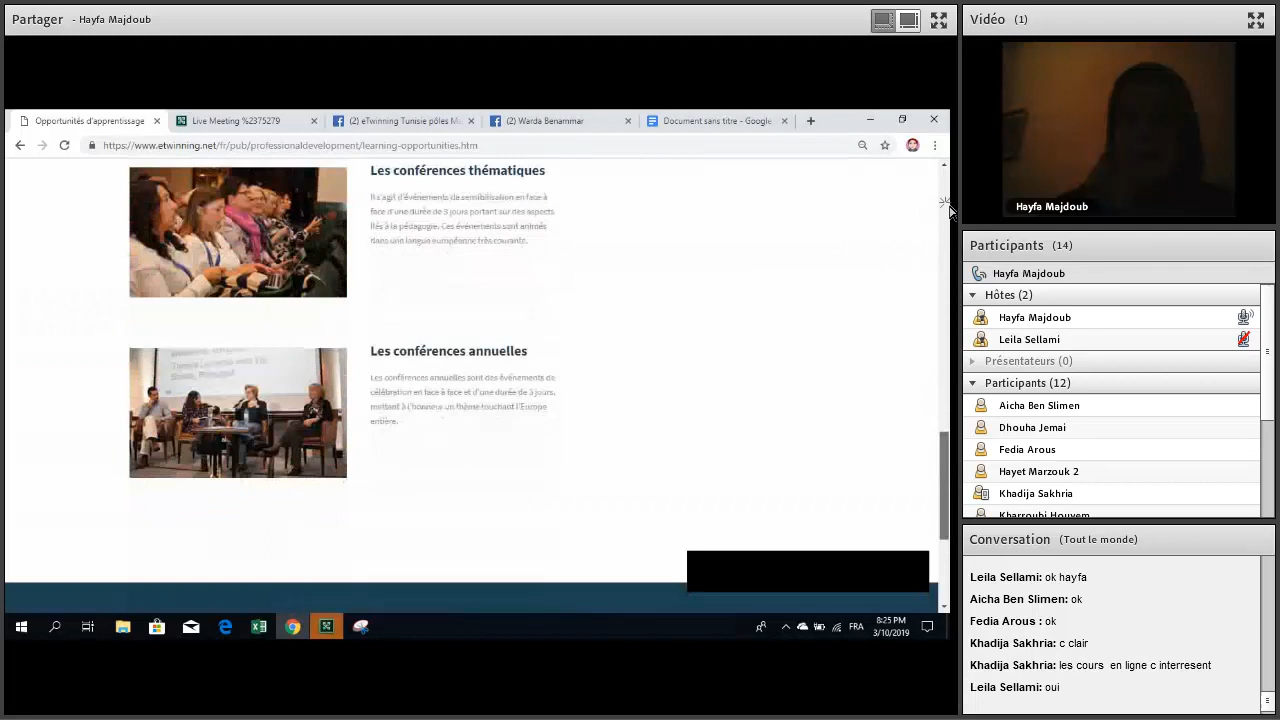 Partager - Hayfa Majdoub
Opportunités d'apprentissage
Live Meeting %2375279
(2) eTwinning Tunisie pôles M
(2) Warda Benammar
Document sans titre - Google
https://www.etwinning.net/fr/pub/professionaldevelopment/learning-opportunities.htm
Les conférences thématiques
Il s'agit d'événements de sensibilisation en face à
face d'une durée de 3 jours portant sur des aspects
liés à la pédagogie. Ces événements sont animés
dans une langue européenne très courante.
Les conférences annuelles
Les conférences annuelles sont des événements de
célébration en face à face et d'une durée de 3 jours,
mettant à l'honneur un thème touchant l'Europe
entière.
FRA
8:25 PM
3/10/2019
Vidéo (1)
Hayfa Majdoub
Participants (14)
Hayfa Majdoub
Hôtes (2)
Hayfa Majdoub
Leila Sellami
Présentateurs (0)
Participants (12)
Aicha Ben Slimen
Dhouha Jemai
Fedia Arous
Hayet Marzouk 2
Khadija Sakhria
Kharroubi Houyem
Conversation (Tout le monde)
Leila Sellami: ok hayfa
Aicha Ben Slimen: ok
Fedia Arous : ok
Khadija Sakhria: c clair
Khadija Sakhria: les cours en ligne c interresent
Leila Sellami: oui